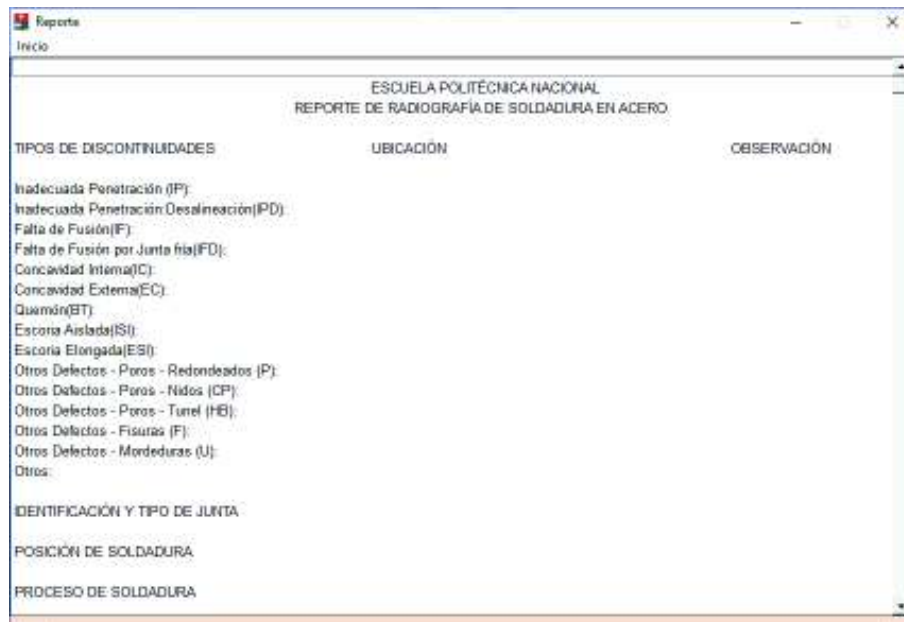 Reporte
Inicio
ESCUELA POLITÉCNICA NACIONAL
REPORTE DE RADIOGRAFÍA DE SOLDADURA EN ACERO
TIPOS DE DISCONTINUIDADES UBICACIÓN OBSERVACIÓN
Inadecuada Penetración (IP):
Inadecuada Penetración:Desalineación(IPD):
Falta de Fusión(IF):
Falta de Fusión por Junta fría(IFD):
Concavidad Interna(IC):
Concavidad Externa(EC):
Quemón(BT):
Escoria Aislada(ISI):
Escoria Elongada(ESI):
Otros Defectos - Poros - Redondeados (P):
Otros Defectos - Poros - Nidos (CP):
Otros Defectos - Poros - Tunel (HB):
Otros Defectos - Fisuras (F):
Otros Defectos - Mordeduras (U):
Otros:
IDENTIFICACIÓN Y TIPO DE JUNTA
POSICIÓN DE SOLDADURA
PROCESO DE SOLDADURA